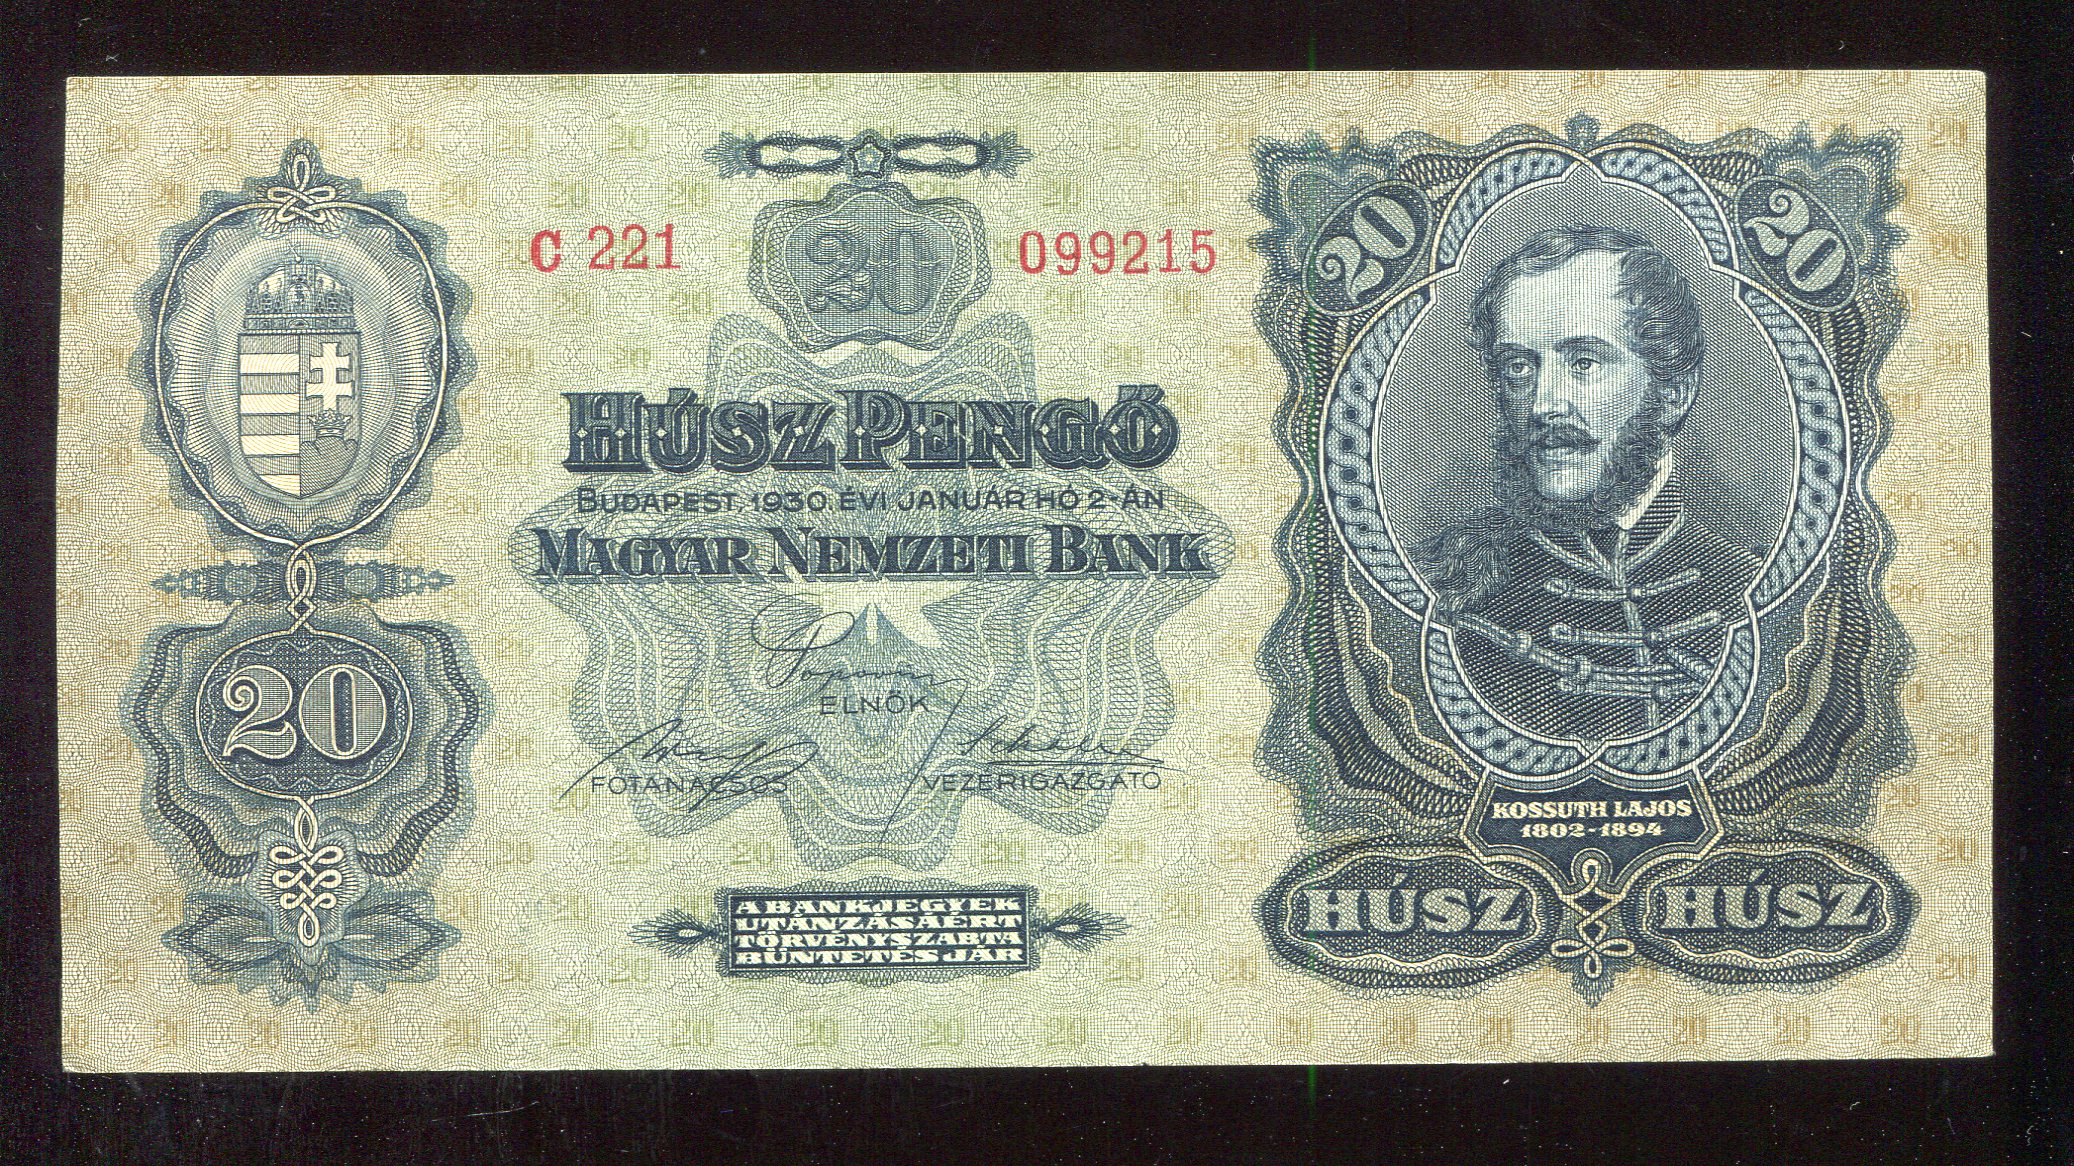 20 20 20
C 221 099215
HÚSZ PENGŐ
BUDAPEST, 1930. ÉVI JANUÁR HÓ 2-ÁN
MAGYAR NEMZETI BANK
ELNÖK
FŐTANÁCSOS VEZÉRIGAZGATÓ
20
KOSSUTH LAJOS
1802-1894
HÚSZ HÚSZ
A BANKJEGYEK
UTÁNZÁSÁÉRT
TÖRVÉNYSZABTA
BÜNTETÉS JÁR